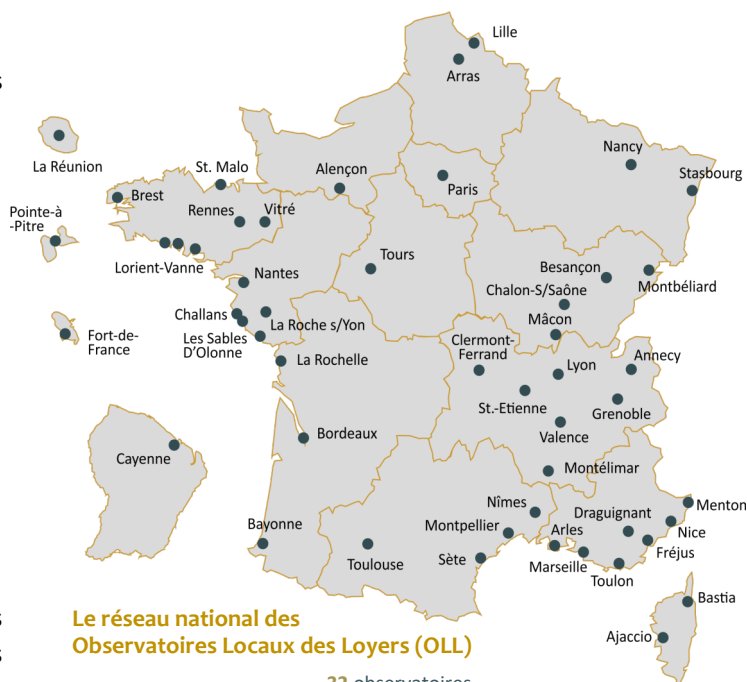 Lille
Arras
s
La Réunion
St. Malo
Alençon
Paris
Nancy
Stasbourg
Brest
Rennes
Vitré
Pointe-à
-Pitre
Lorient-Vanne
Tours
Nantes
Besançon
Montbéliard
Chalon-S/Saône
Mâcon
Challans
La Roche s/Yon
Les Sables
D'Olonne
Fort-de-
France
La Rochelle
Clermont-
Ferrand
Lyon
Annecy
St.-Etienne
Grenoble
Valence
Bordeaux
Cayenne
Montélimar
Nîmes
Menton
Draguignant
Montpellier
Arles
Nice
Bayonne
Fréjus
Toulouse
Sète
Marseille
Toulon
Bastia
Ajaccio
s
Le réseau national des
Observatoires Locaux des Loyers (OLL)
s
observatoires